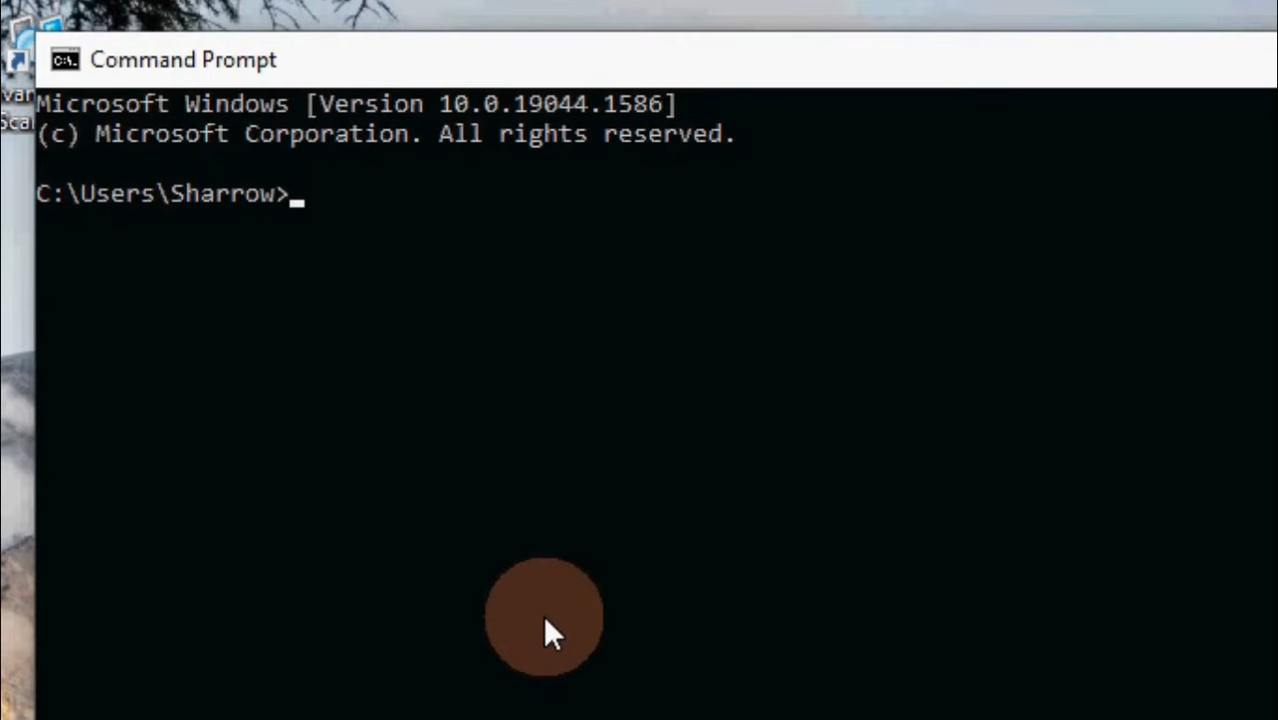 Command Prompt
Microsoft Windows [Version 10.0.19044.1586]
(c) Microsoft Corporation. All rights reserved.
C:\Users\Sharrow>